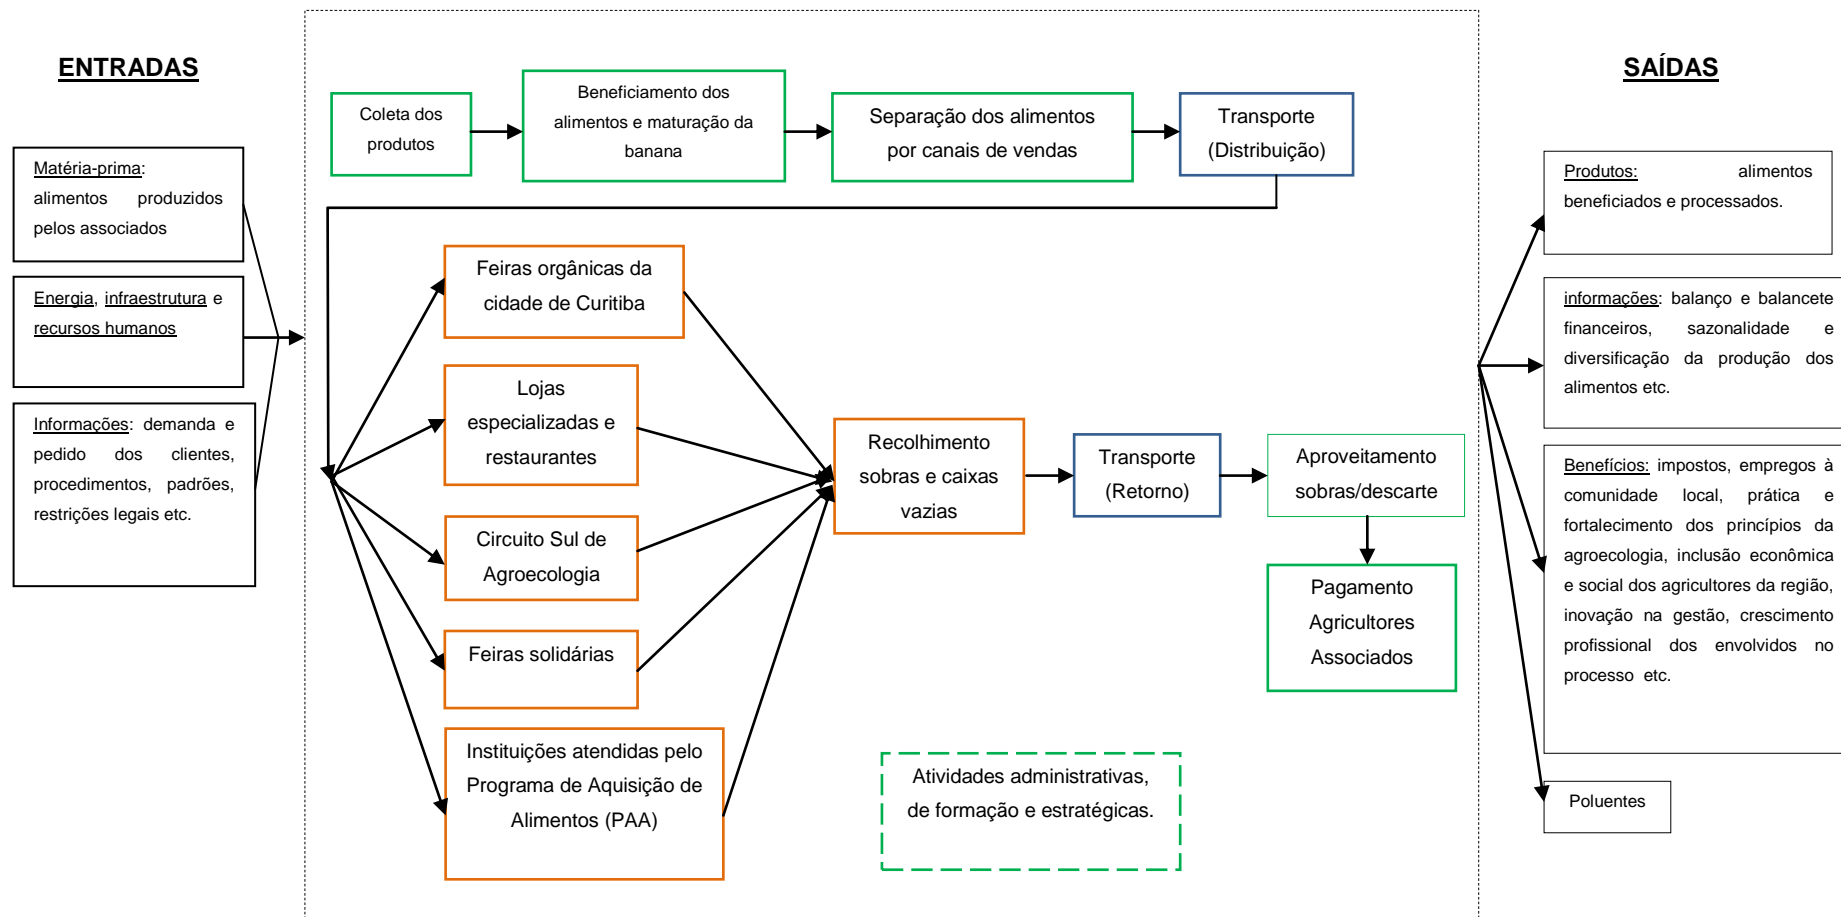 ENTRADAS
Matéria-prima:
alimentos produzidos
pelos associados
Energia, infraestrutura e
recursos humanos
Informações: demanda e
pedido dos clientes,
procedimentos, padrões,
restrições legais etc.
Coleta dos
produtos
Beneficiamento dos
alimentos e maturação da
banana
Separação dos alimentos
por canais de vendas
Transporte
(Distribuição)
Feiras orgânicas da
cidade de Curitiba
Lojas
especializadas e
restaurantes
Circuito Sul de
Agroecologia
Feiras solidárias
Instituições atendidas pelo
Programa de Aquisição de
Alimentos (PAA)
Recolhimento
sobras e caixas
vazias
Transporte
(Retorno)
Aproveitamento
sobras/descarte
Pagamento
Agricultores
Associados
Atividades administrativas,
de formação e estratégicas.
SAÍDAS
Produtos: alimentos
beneficiados e processados.
informações: balanço e balancete
financeiros, sazonalidade e
diversificação da produção dos
alimentos etc.
Benefícios: impostos, empregos à
comunidade local, prática e
fortalecimento dos princípios da
agroecologia, inclusão econômica
e social dos agricultores da região,
inovação na gestão, crescimento
profissional dos envolvidos no
processo etc.
Poluentes